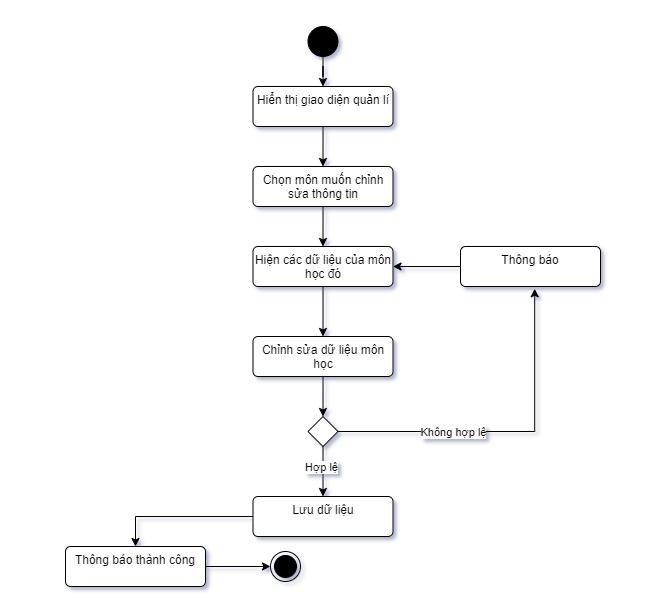 Hiển thị giao diện quản lí
Chọn môn muốn chỉnh
sửa thông tin
Hiện các dữ liệu của môn
học đó
Thông báo
Chỉnh sửa dữ liệu môn
học
Không hợp lệ
Hợp lệ
Lưu dữ liệu
Thông báo thành công